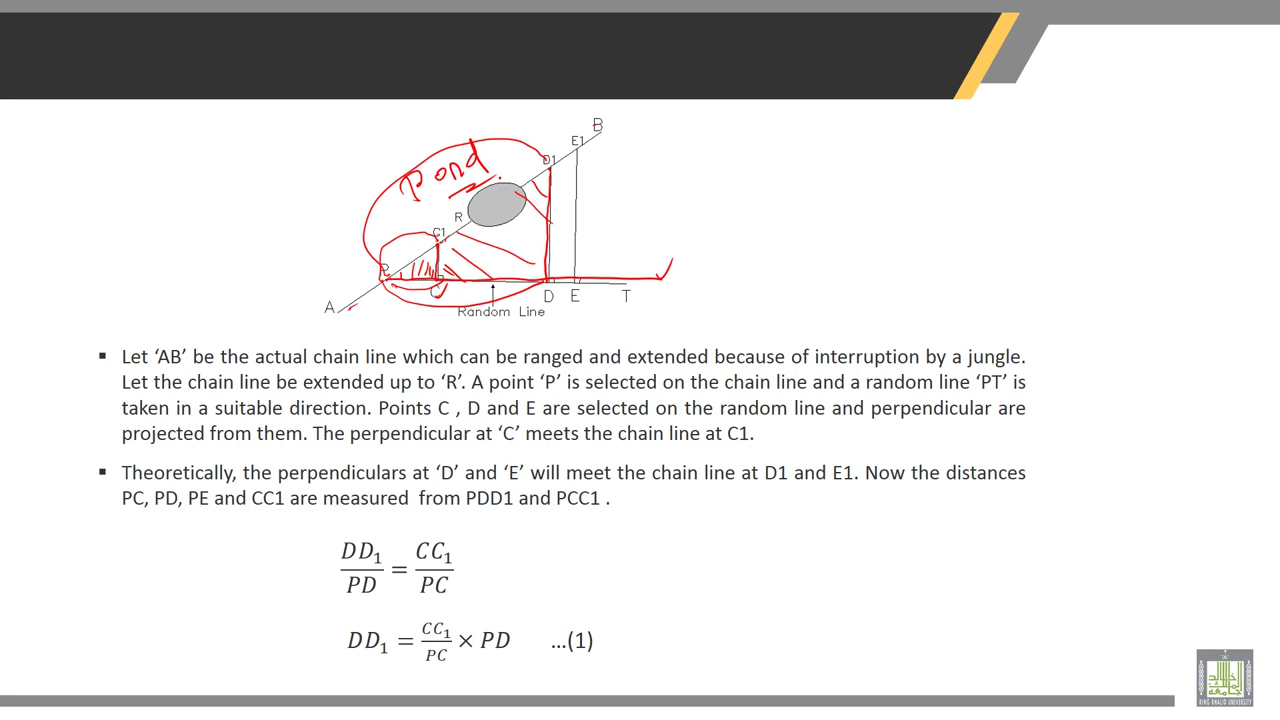 B
E1
D1
Pond
R
C1
P
C
D E T
A
Random Line
▪ Let ‘AB’ be the actual chain line which can be ranged and extended because of interruption by a jungle.
Let the chain line be extended up to ‘R’. A point ‘P’ is selected on the chain line and a random line ‘PT’ is
taken in a suitable direction. Points C , D and E are selected on the random line and perpendicular are
projected from them. The perpendicular at ‘C’ meets the chain line at C1.
▪ Theoretically, the perpendiculars at ‘D’ and ‘E’ will meet the chain line at D1 and E1. Now the distances
PC, PD, PE and CC1 are measured from PDD1 and PCC1 .
DD₁/PD = CC₁/PC
DD₁ = CC₁/PC × PD …(1)
KING KHALID UNIVERSITY